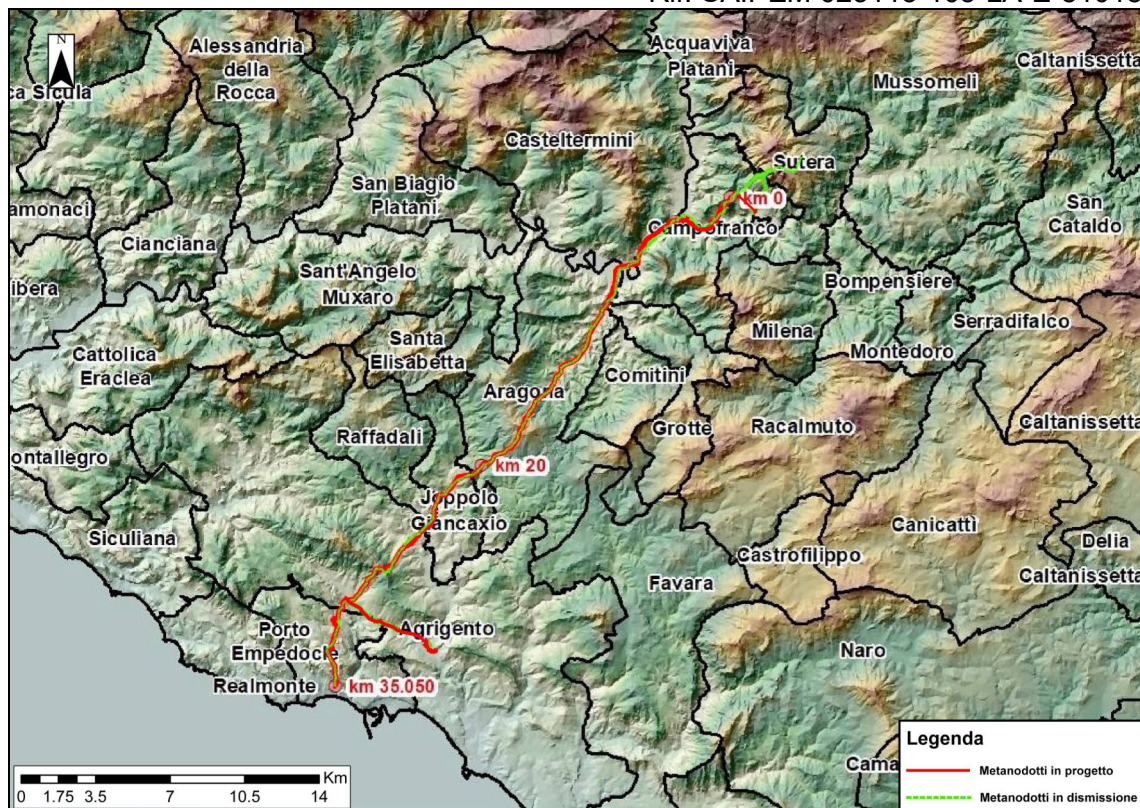 N
Alessandria
della
Rocca
Acquaviva
Platani
Mussomeli
Caltanissetta
ca Sicula
Casteltermini
Sutera
San Biagio
Platani
km 0
Campofranco
San
Cataldo
Cianciana
Sant'Angelo
Muxaro
Bompensiere
Serradifalco
Milena
Montedoro
Santa
Elisabetta
Cattolica
Eraclea
Comitini
Aragona
Grotte
Racalmuto
Caltanissetta
Raffadali
km 20
Joppolo
Giancaxio
Siculiana
Canicattì
Delia
Castrofilippo
Caltanissetta
Favara
Porto
Empedocle
Agrigento
Naro
Realmonte
km 35.050
Legenda
Metanodotti in progetto
Metanodotti in dismissione
Km
0 1.75 3.5 7 10.5 14